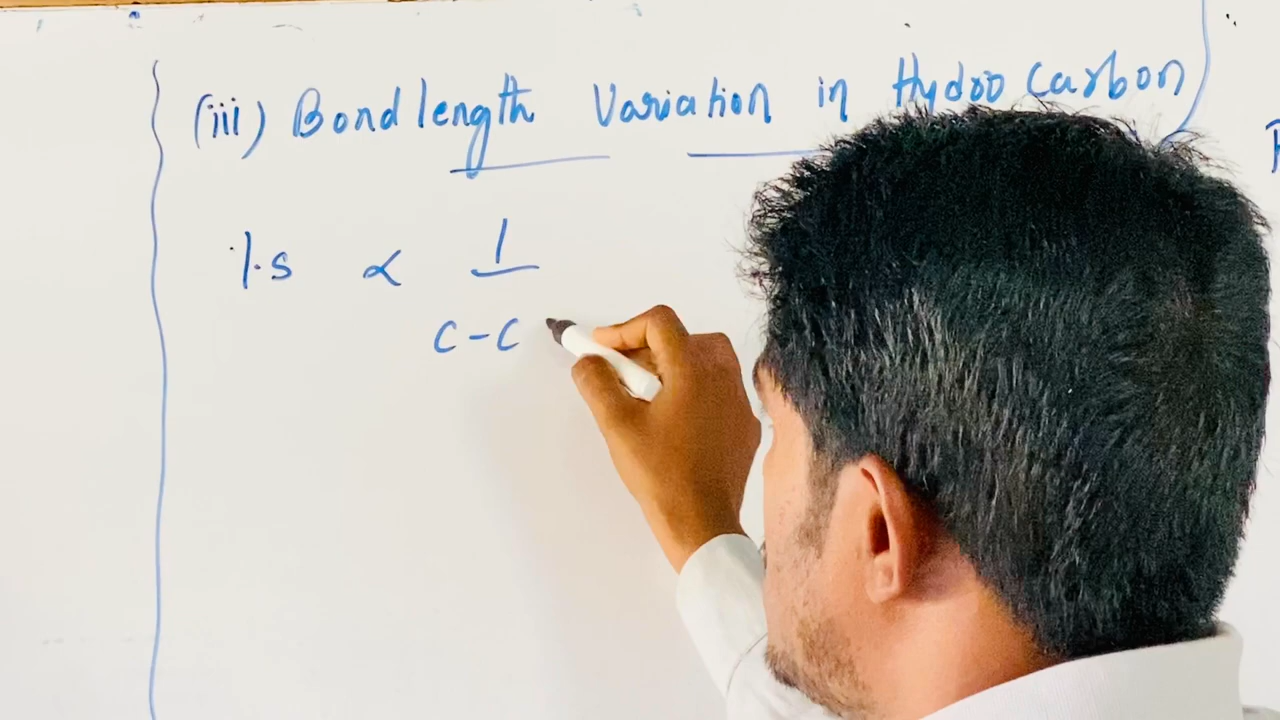 (iii) Bond length Variation in Hydro Carbon
%s ∝ 1
C-C